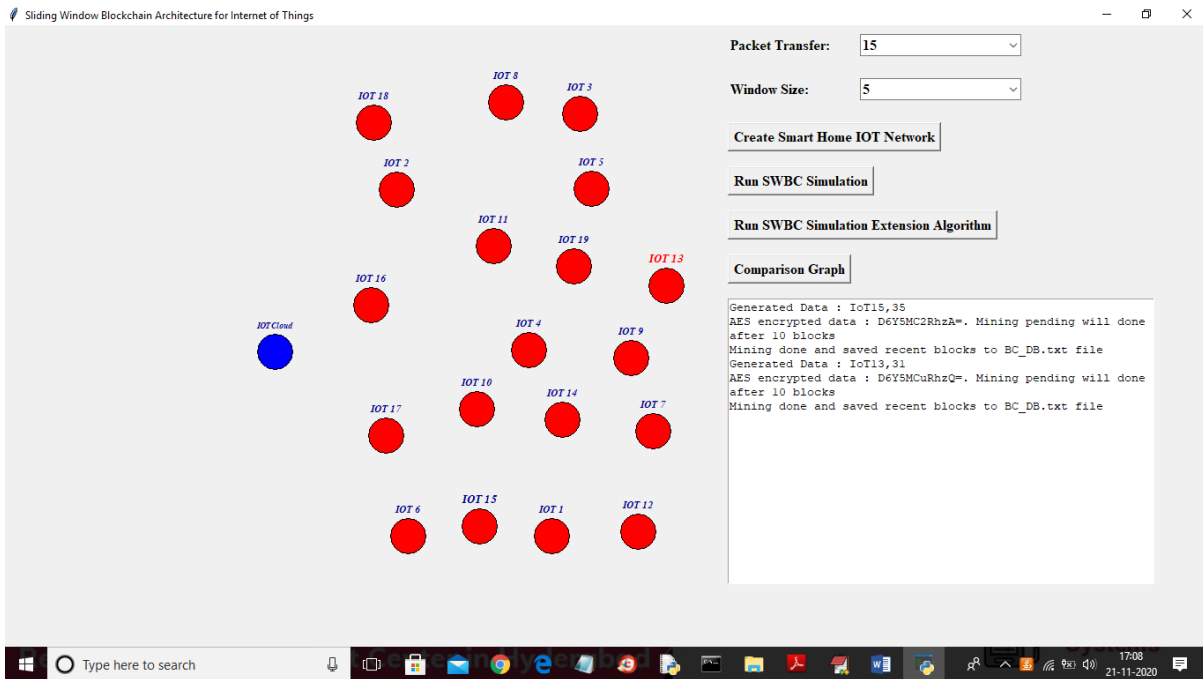 Sliding Window Blockchain Architecture for Internet of Things
Packet Transfer: 15
Window Size: 5
Create Smart Home IOT Network
Run SWBC Simulation
Run SWBC Simulation Extension Algorithm
Comparison Graph
IOT 8
IOT 3
IOT 18
IOT 2
IOT 5
IOT 11
IOT 19
IOT 13
IOT 16
IOT Cloud
IOT 4
IOT 9
IOT 10
IOT 14
IOT 7
IOT 17
IOT 15
IOT 6
IOT 1
IOT 12
Generated Data : IoT15,35
AES encrypted data : D6Y5MC2RhzA=. Mining pending will done
after 10 blocks
Mining done and saved recent blocks to BC_DB.txt file
Generated Data : IoT13,31
AES encrypted data : D6Y5MCuRhzQ=. Mining pending will done
after 10 blocks
Mining done and saved recent blocks to BC_DB.txt file
Type here to search
17:08
21-11-2020